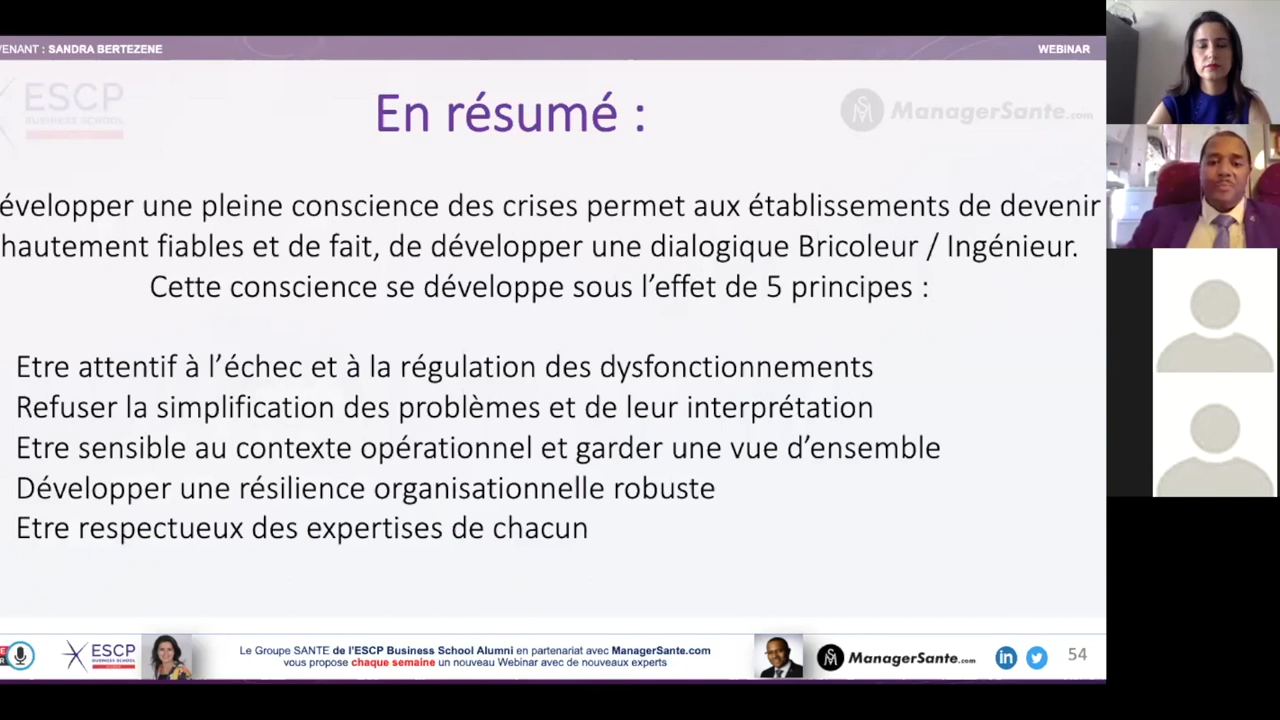 VENANT : SANDRA BERTEZENE
WEBINAR
ESCP
BUSINESS SCHOOL
ManagerSante.com
En résumé :
évelopper une pleine conscience des crises permet aux établissements de devenir
hautement fiables et de fait, de développer une dialogique Bricoleur / Ingénieur.
Cette conscience se développe sous l’effet de 5 principes :
Etre attentif à l’échec et à la régulation des dysfonctionnements
Refuser la simplification des problèmes et de leur interprétation
Etre sensible au contexte opérationnel et garder une vue d’ensemble
Développer une résilience organisationnelle robuste
Etre respectueux des expertises de chacun
ESCP
BUSINESS SCHOOL
Le Groupe SANTE de l’ESCP Business School Alumni en partenariat avec ManagerSante.com
vous propose chaque semaine un nouveau Webinar avec de nouveaux experts
ManagerSante.com
in
54